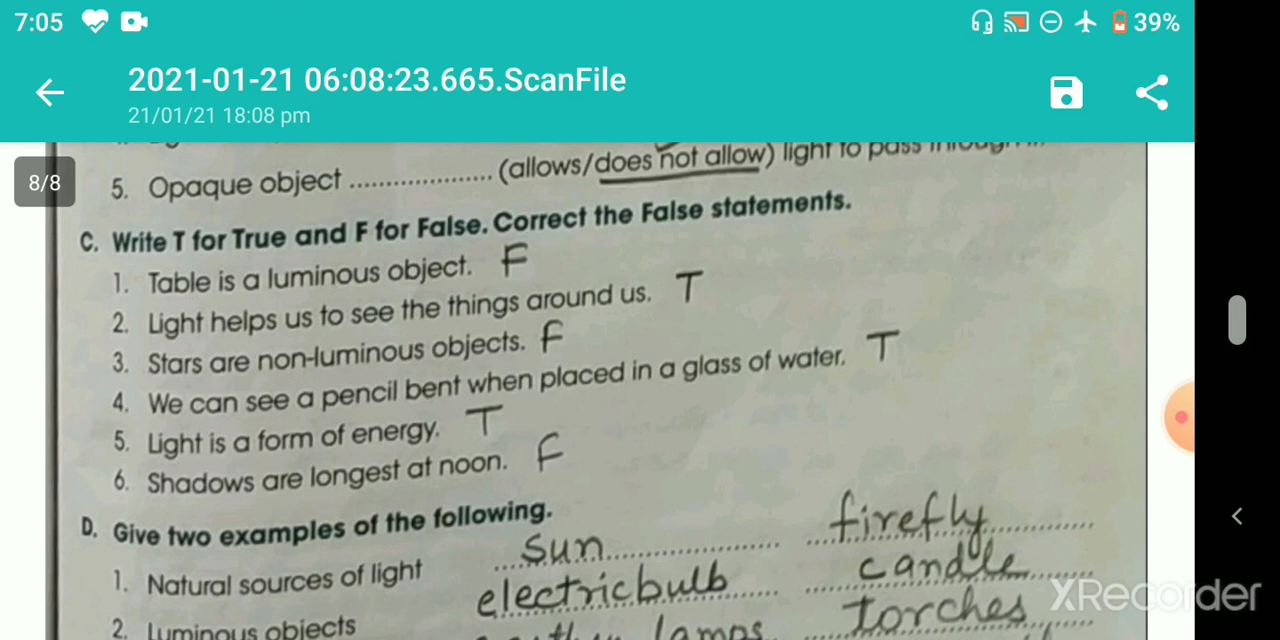 7:05 39%
2021-01-21 06:08:23.665.ScanFile
21/01/21 18:08 pm
8/8
5. Opaque object .................... (allows/does not allow) light to pass through
C. Write T for True and F for False. Correct the False statements.
1. Table is a luminous object. F
2. Light helps us to see the things around us. T
3. Stars are non-luminous objects. F
4. We can see a pencil bent when placed in a glass of water. T
5. Light is a form of energy. T
6. Shadows are longest at noon. F
D. Give two examples of the following.
1. Natural sources of light sun firefly
2. Luminous objects electric bulb candle
lamps torches
XRecorder